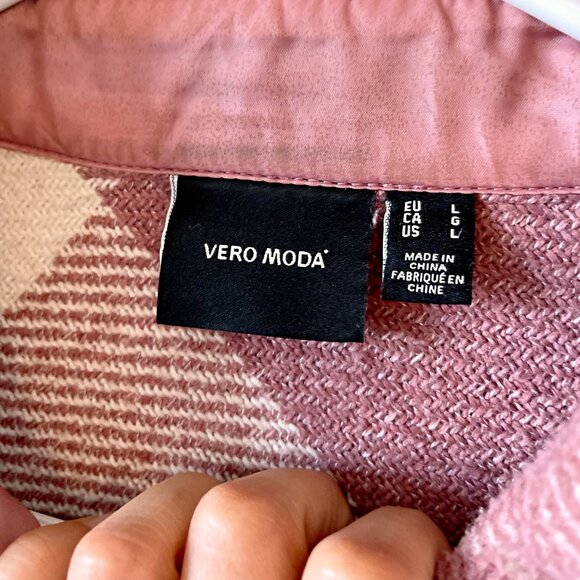 VERO MODA
EU L
CA G
US L
MADE IN
CHINA
FABRIQUÉ EN
CHINE